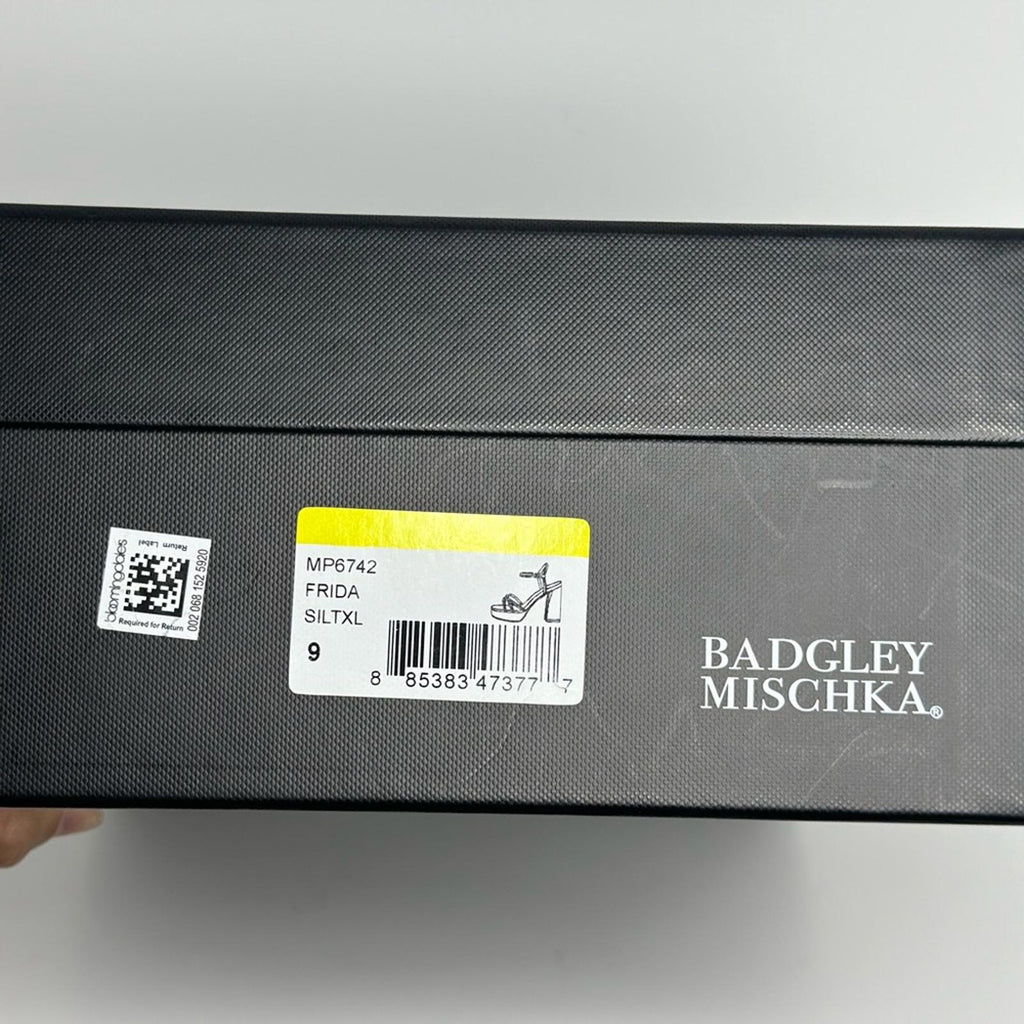 bloomingdales
Return Label
Required for Return
002 068 152 5920
MP6742
FRIDA
SILTXL
9
8 85383 47377 7
BADGLEY
MISCHKA®